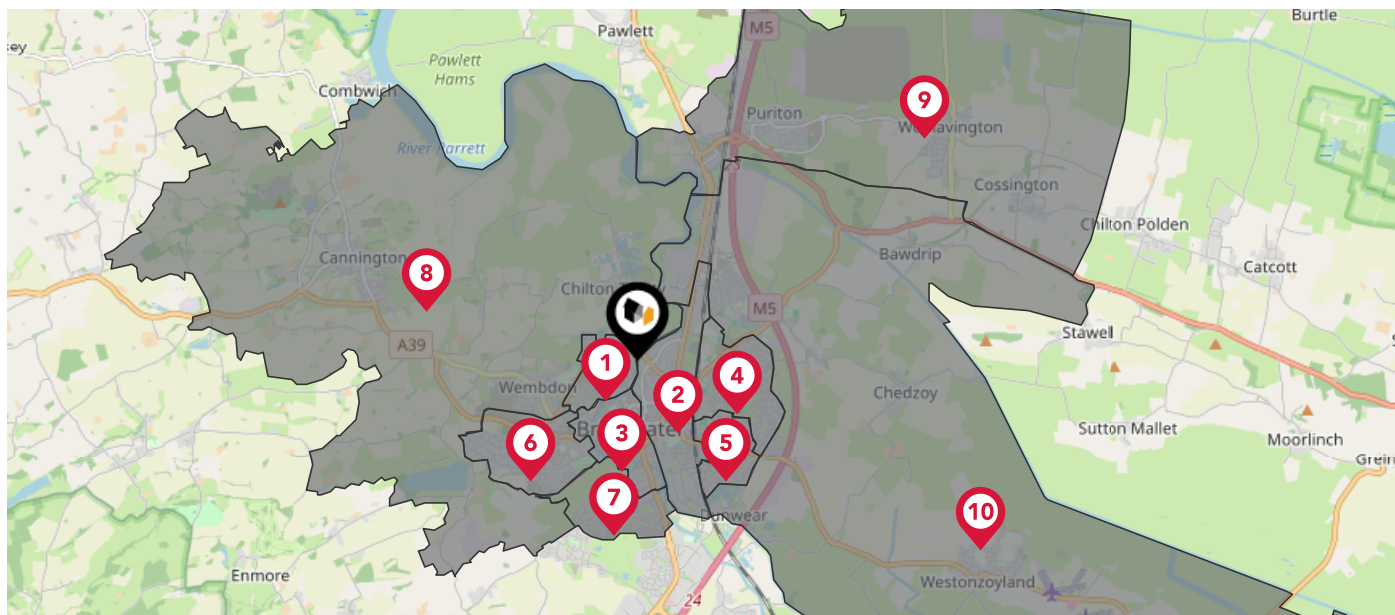 Burtle
M5
Pawlett
Pawlett
Hams
Combwich
9
Puriton
River Parrett
Cossington
Chilton Polden
Cannington
8
Bawdrip
Catcott
Chilton
M5
Stawell
A39
1
4
Wembdon
2
Chedzoy
3
5
6
Sutton Mallet
Moorlinch
7
10
Dunwear
Enmore
Westonzoyland
24